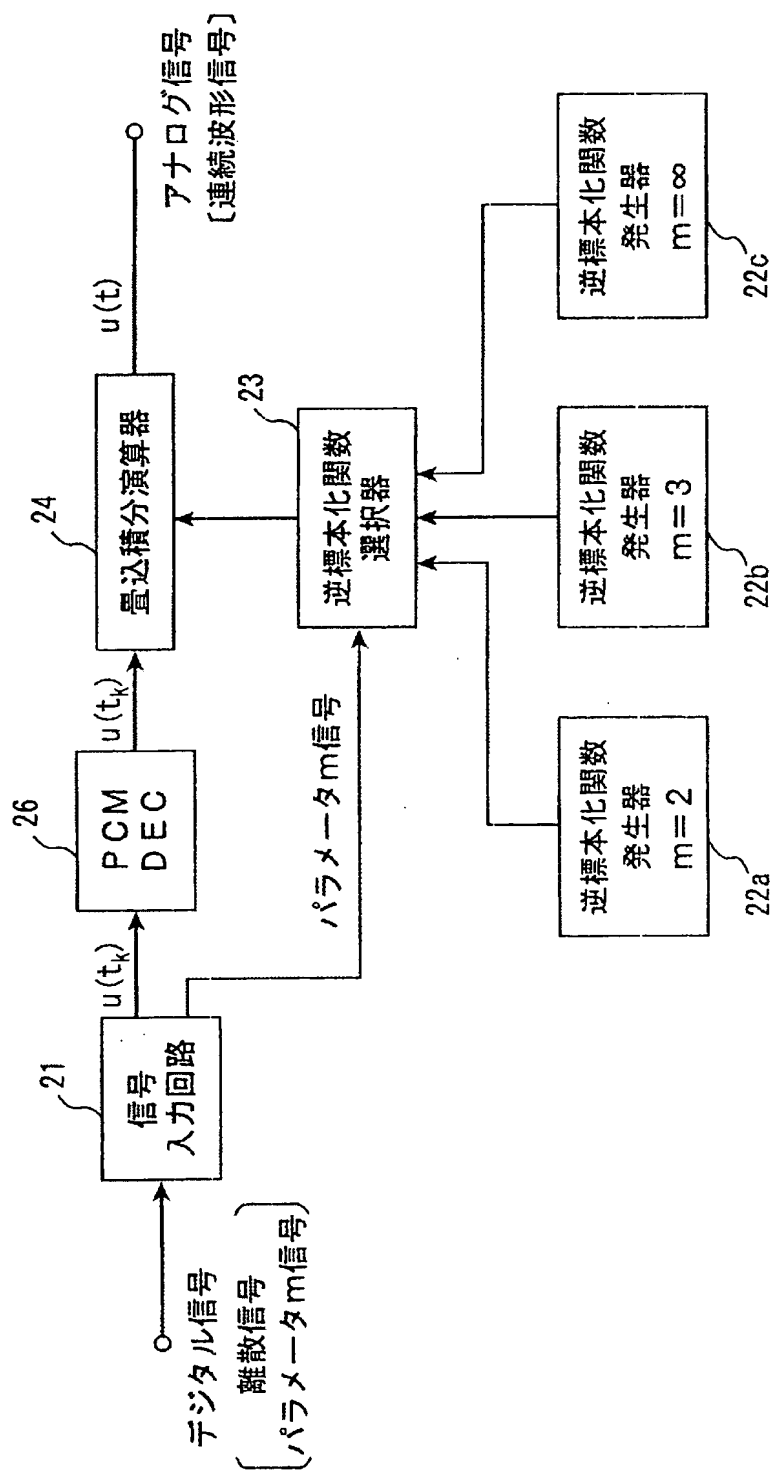 デジタル信号
離散信号
パラメータm信号
21
信号
入力回路
u(tk)
26
PCM
DEC
u(tk)
24
畳込積分演算器
u(t)
アナログ信号
〔連続波形信号〕
パラメータm信号
23
逆標本化関数
選択器
逆標本化関数
発生器
m=2
22a
逆標本化関数
発生器
m=3
22b
逆標本化関数
発生器
m=∞
22c